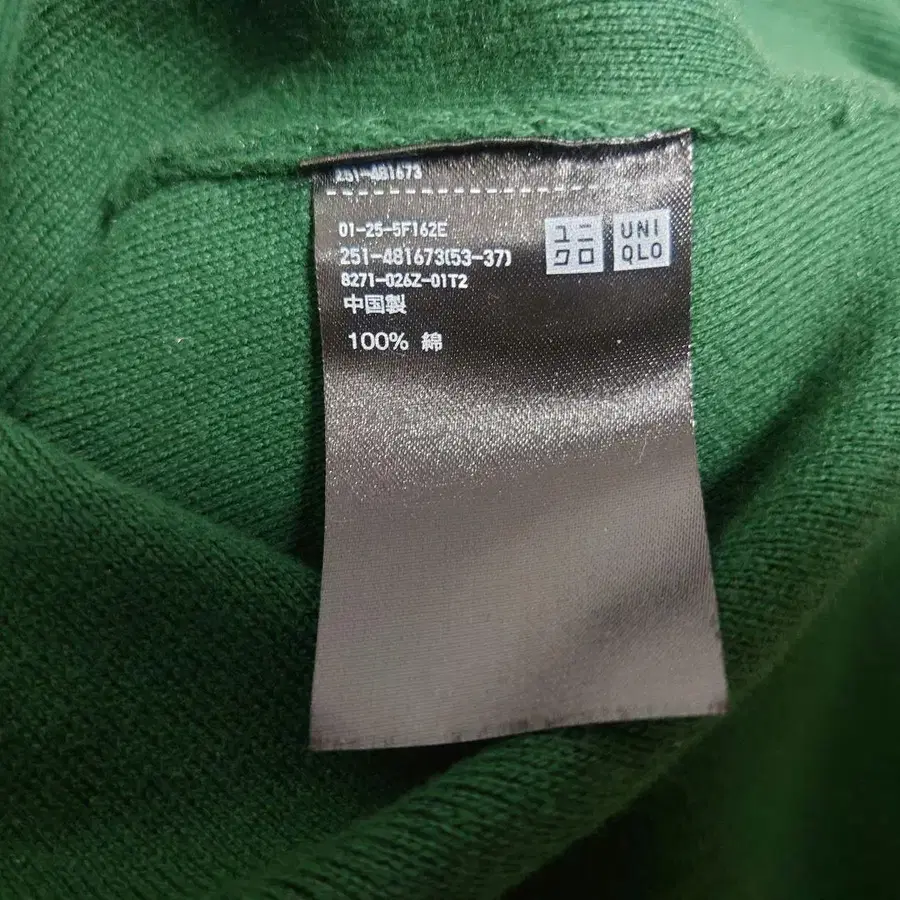 251-481673
01-25-5F162E
251-481673(53-37)
8271-026Z-01T2
中国製
100% 綿
ユニ
クロ
UNI
QLO